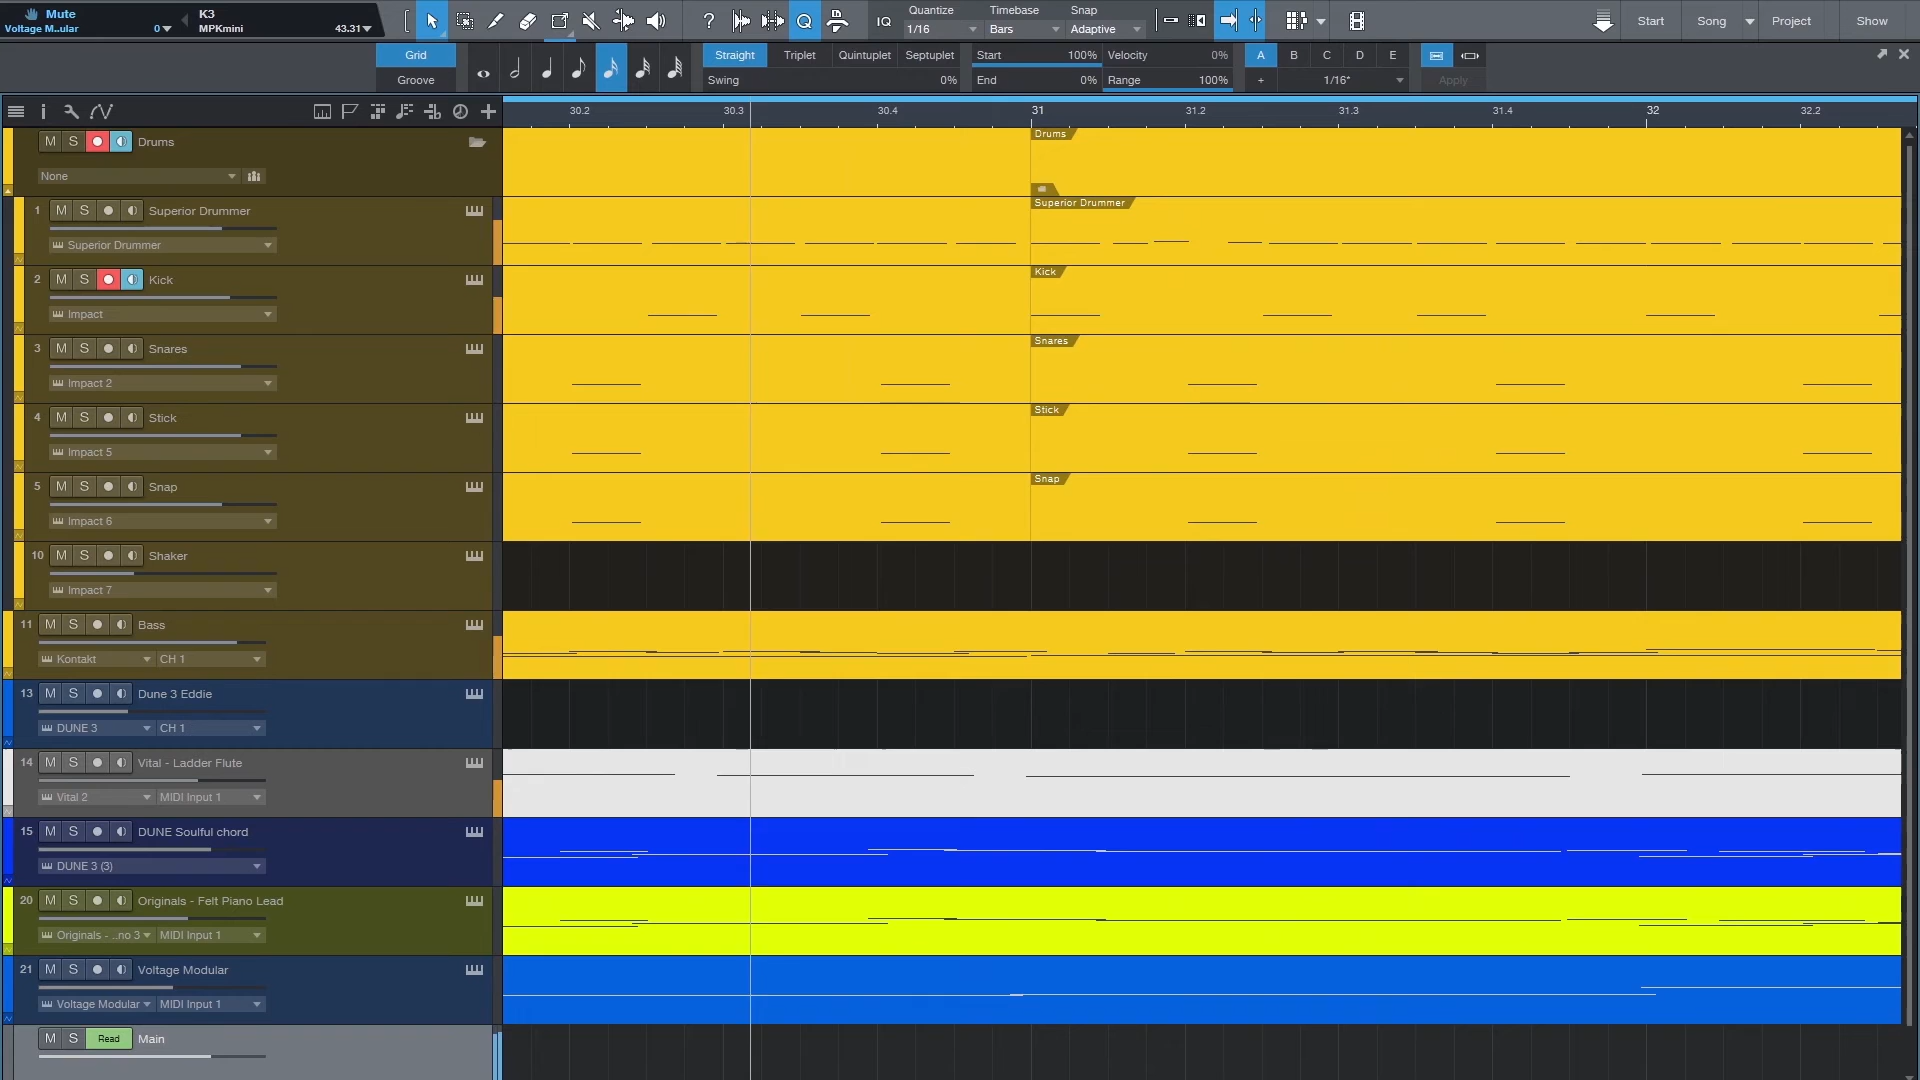 Mute
Voltage M..ular
0
K3
MPKmini
43.31
?
IQ
Quantize
1/16
Timebase
Bars
Snap
Adaptive
Start
Song
Project
Show
Grid
Groove
Straight
Triplet
Quintuplet
Septuplet
Swing
0%
Start
100%
End
0%
Velocity
0%
Range
100%
A
B
C
D
E
+
1/16*
Apply
30.2
30.3
30.4
31
31.2
31.3
31.4
32
32.2
M S Drums
None
Drums
1 M S Superior Drummer
Superior Drummer
Superior Drummer
2 M S Kick
Impact
Kick
3 M S Snares
Impact 2
Snares
4 M S Stick
Impact 5
Stick
5 M S Snap
Impact 6
Snap
10 M S Shaker
Impact 7
11 M S Bass
Kontakt CH 1
13 M S Dune 3 Eddie
DUNE 3 CH 1
14 M S Vital - Ladder Flute
Vital 2 MIDI Input 1
15 M S DUNE Soulful chord
DUNE 3 (3)
20 M S Originals - Felt Piano Lead
Originals - ..no 3 MIDI Input 1
21 M S Voltage Modular
Voltage Modular MIDI Input 1
M S Read Main